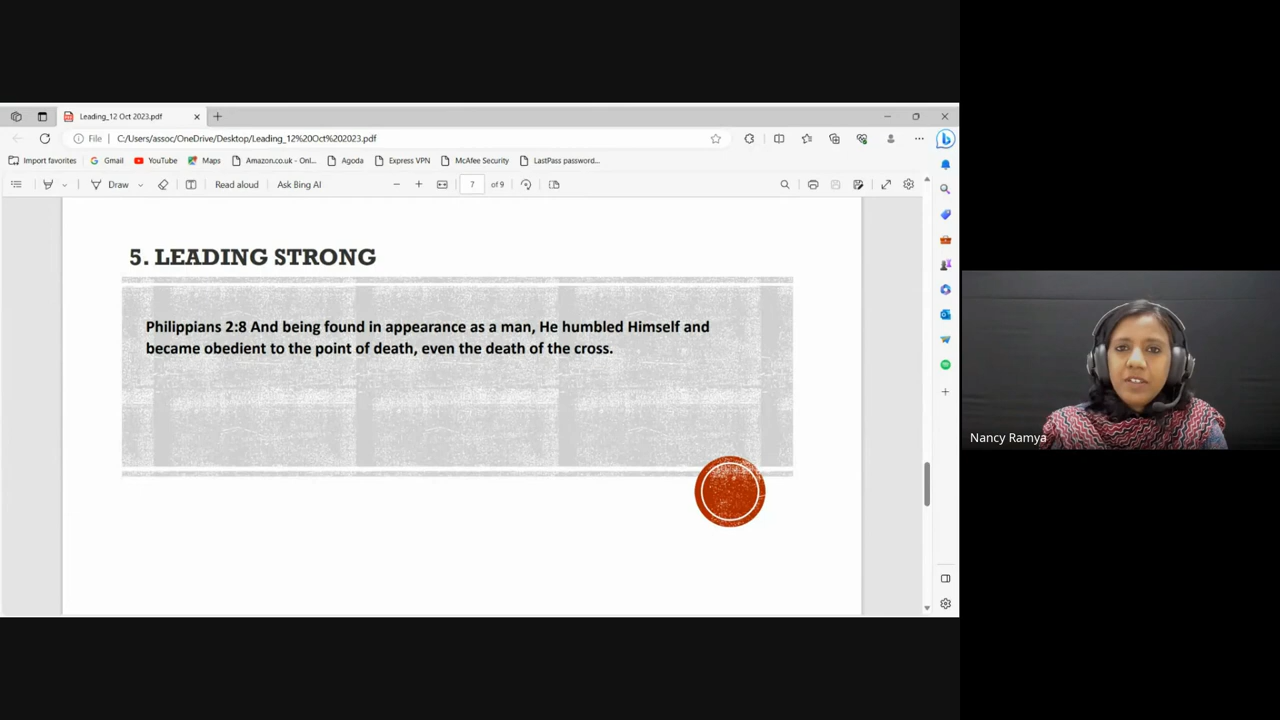 Leading_12 Oct 2023.pdf
File
C:/Users/assoc/OneDrive/Desktop/Leading_12%20Oct%202023.pdf
Import favorites Gmail YouTube Maps Amazon.co.uk - Onl... Agoda Express VPN McAfee Security LastPass password...
Draw Read aloud Ask Bing AI 7 of 9
5. LEADING STRONG
Philippians 2:8 And being found in appearance as a man, He humbled Himself and
became obedient to the point of death, even the death of the cross.
Nancy Ramya